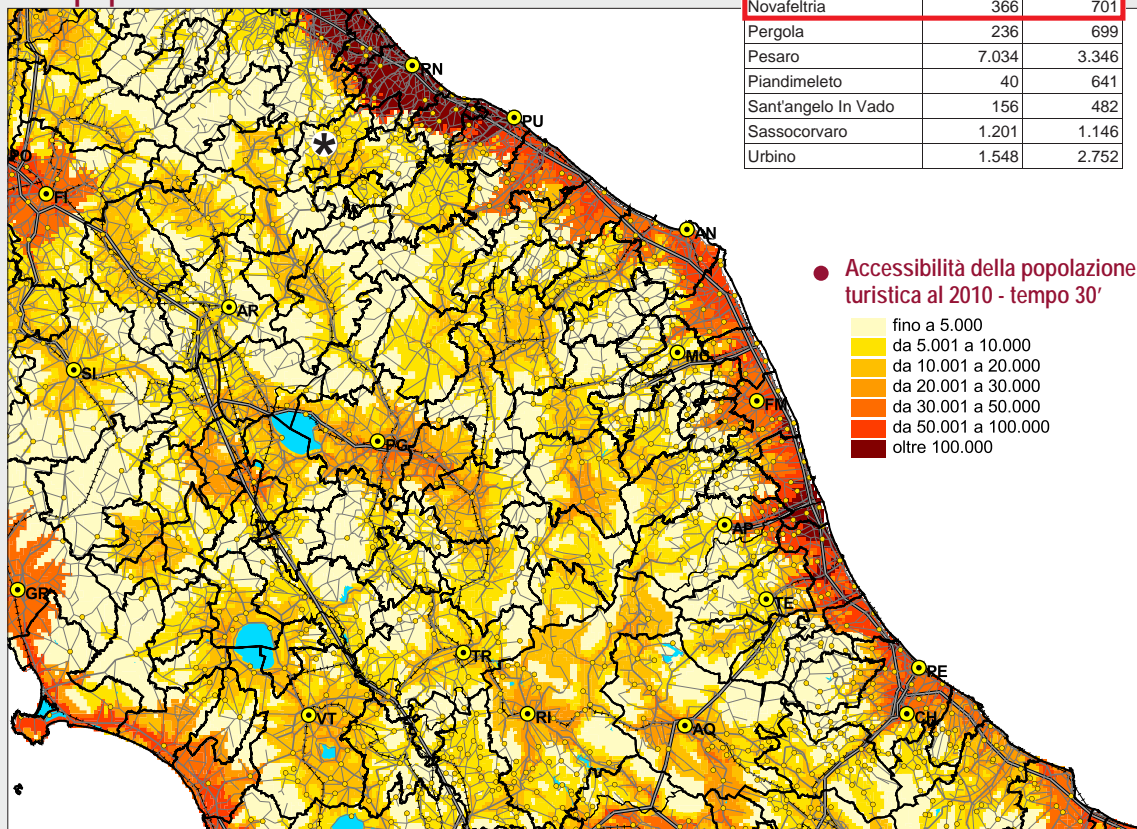 Novafeltria 366 701
Pergola 236 699
Pesaro 7.034 3.346
Piandimeleto 40 641
Sant'angelo In Vado 156 482
Sassocorvaro 1.201 1.146
Urbino 1.548 2.752
FC
RN
PU
*
PO
FI
AN
AR
MC
SI
FM
PG
AP
GR
TE
TR
PE
VT
RI
AQ
CH
● Accessibilità della popolazione
turistica al 2010 - tempo 30'
fino a 5.000
da 5.001 a 10.000
da 10.001 a 20.000
da 20.001 a 30.000
da 30.001 a 50.000
da 50.001 a 100.000
oltre 100.000